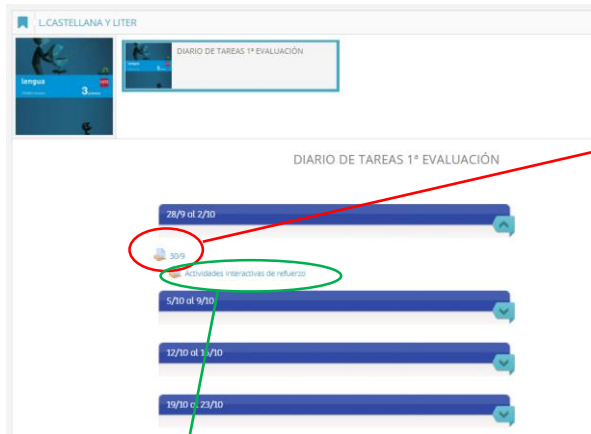 L.CASTELLANA Y LITER
DIARIO DE TAREAS 1ª EVALUACIÓN
lengua
3
DIARIO DE TAREAS 1ª EVALUACIÓN
28/9 al 2/10
30/9
Actividades interactivas de refuerzo
5/10 al 9/10
12/10 al 16/10
19/10 al 23/10